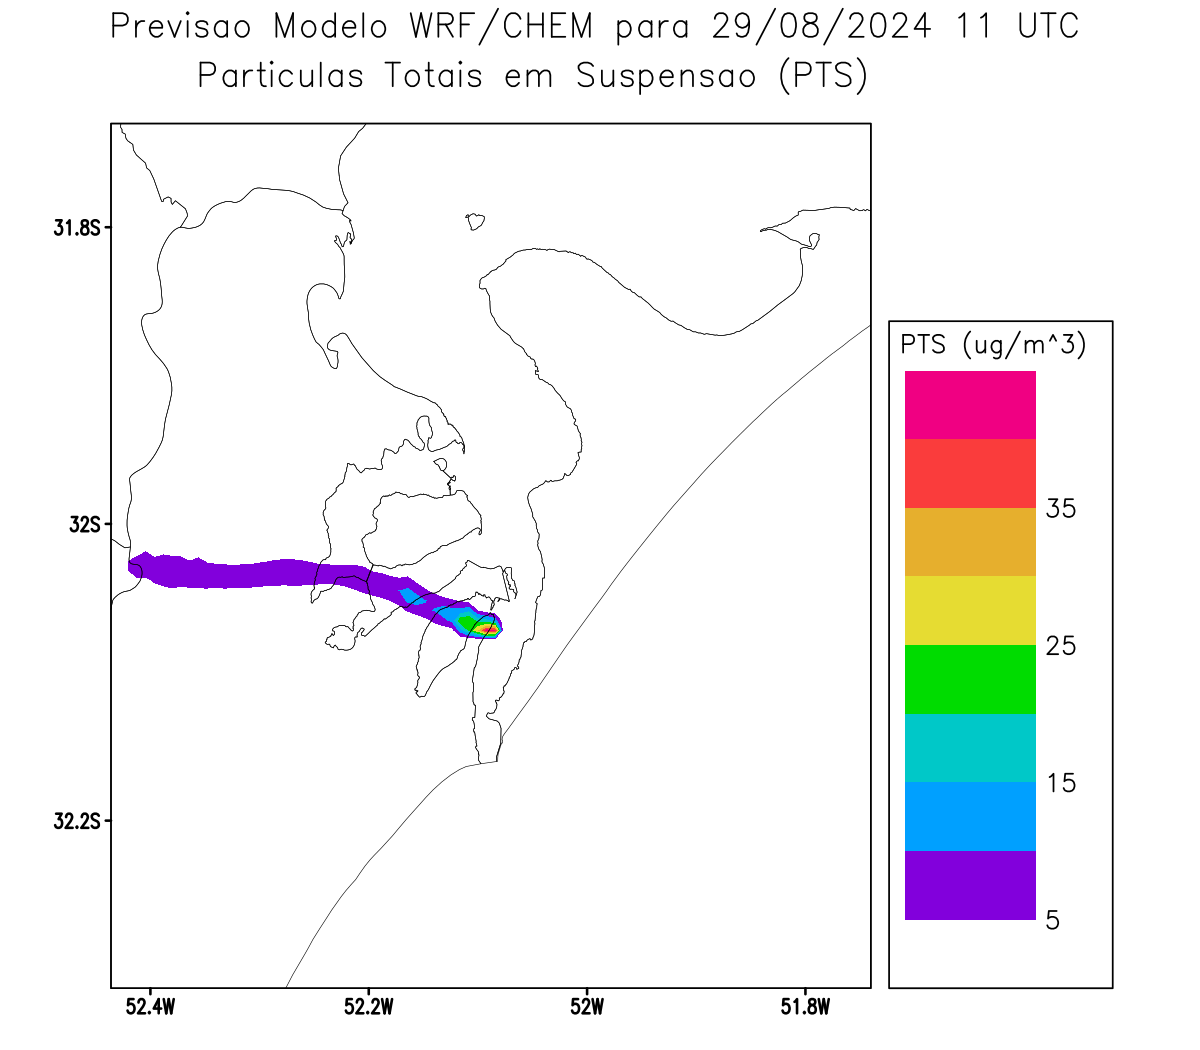 Previsao Modelo WRF/CHEM para 29/08/2024 11 UTC
Particulas Totais em Suspensao (PTS)
31.8S
32S
32.2S
52.4W
52.2W
52W
51.8W
PTS (ug/m^3)
35
25
15
5